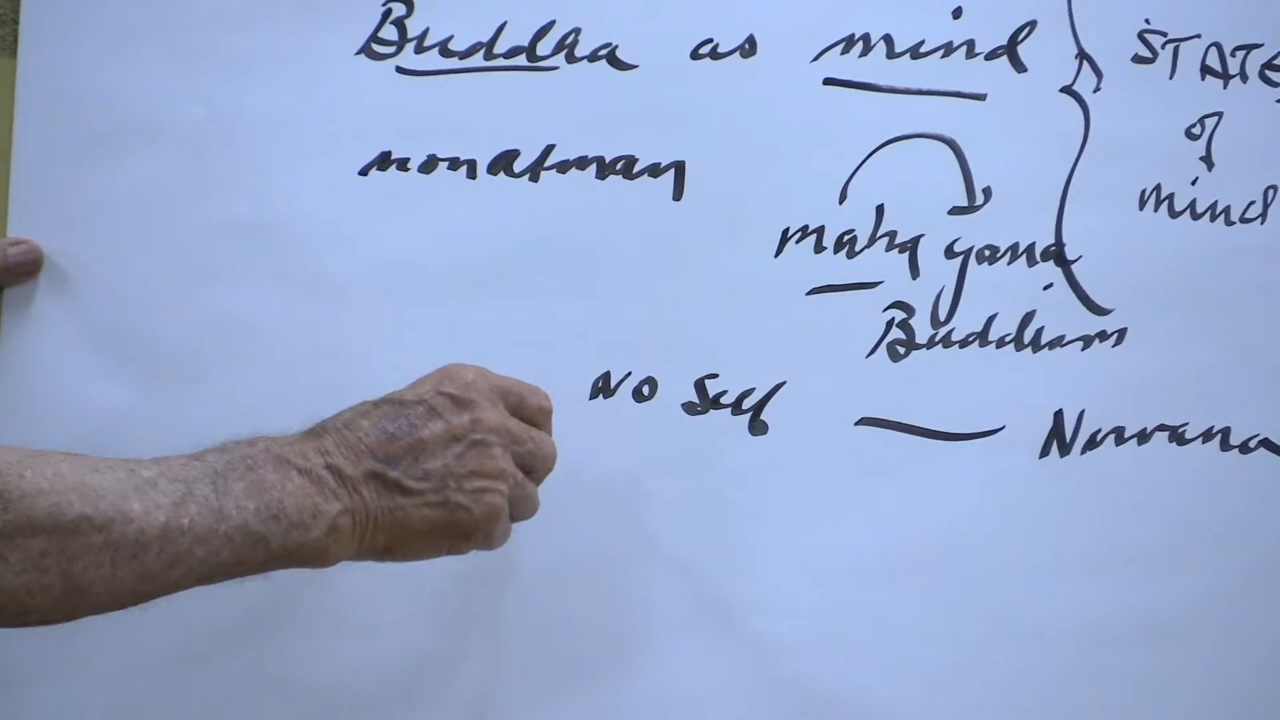 Buddha as mind
STATE
of
mind
nonatman
mahayana
Buddhism
No Self — Nirvana